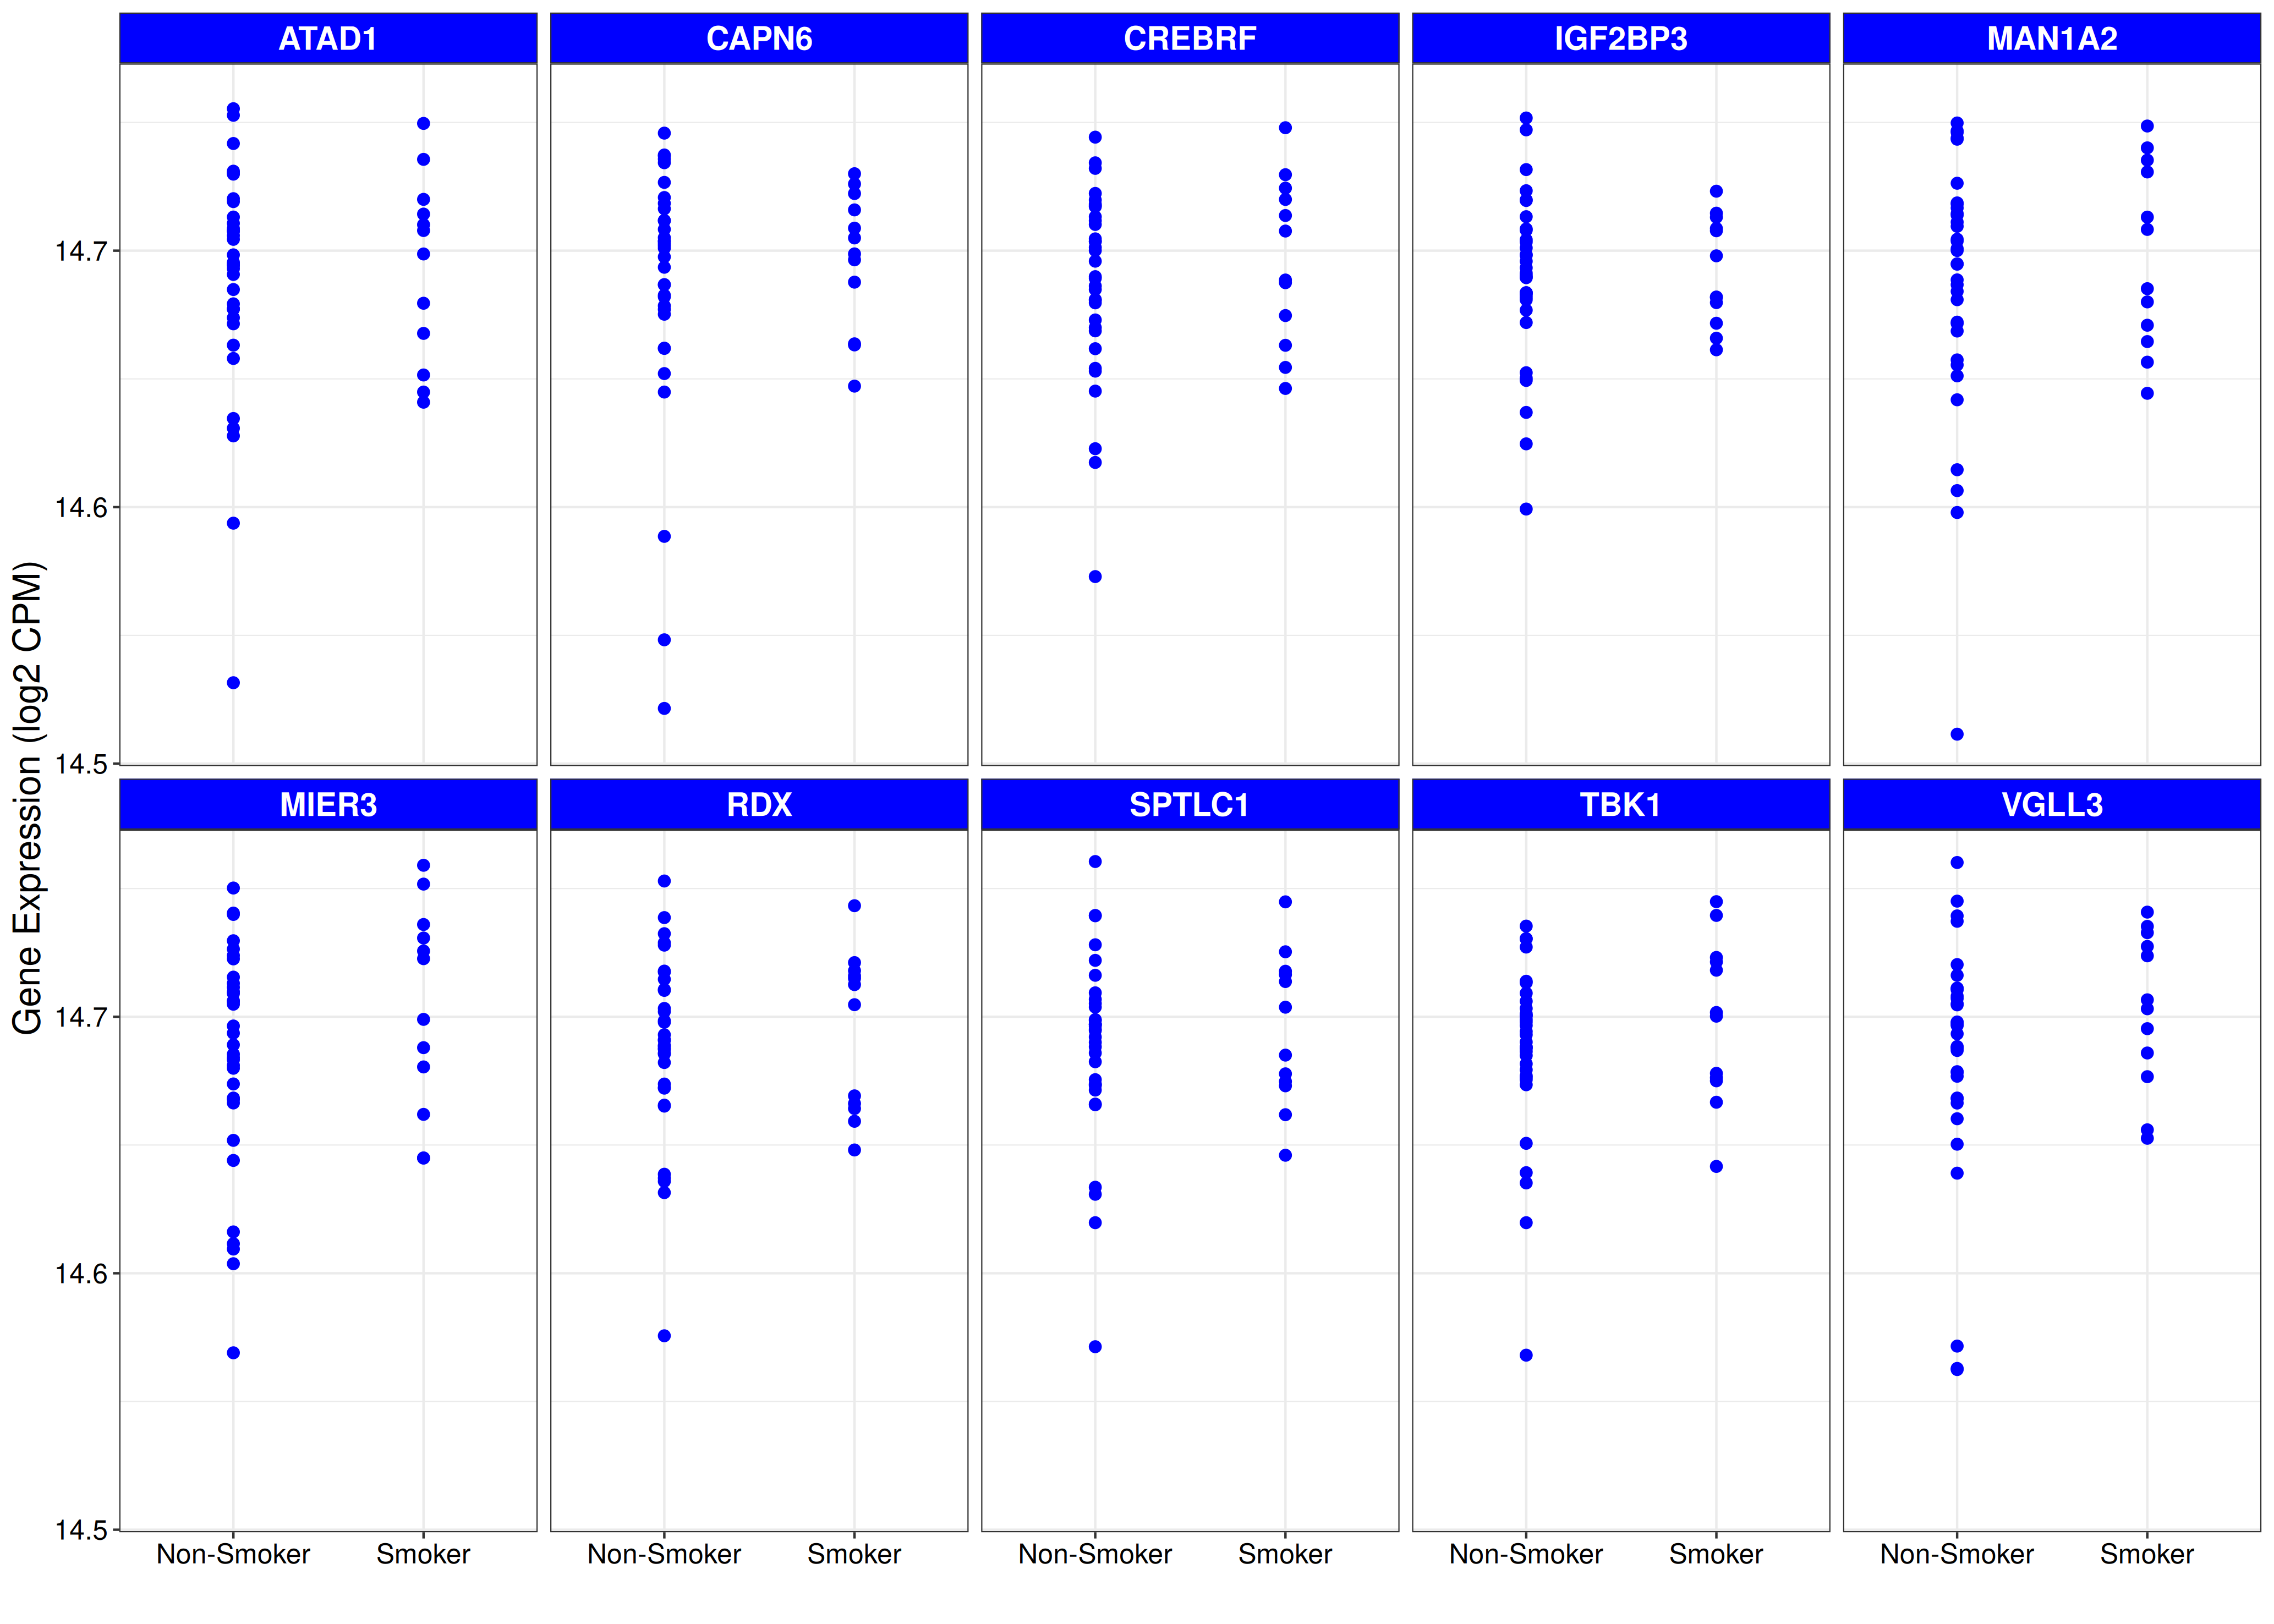 ATAD1 CAPN6 CREBRF IGF2BP3 MAN1A2
14.7
14.6
14.5
Gene Expression (log2 CPM)
MIER3 RDX SPTLC1 TBK1 VGLL3
14.7
14.6
14.5
Non-Smoker Smoker Non-Smoker Smoker Non-Smoker Smoker Non-Smoker Smoker Non-Smoker Smoker